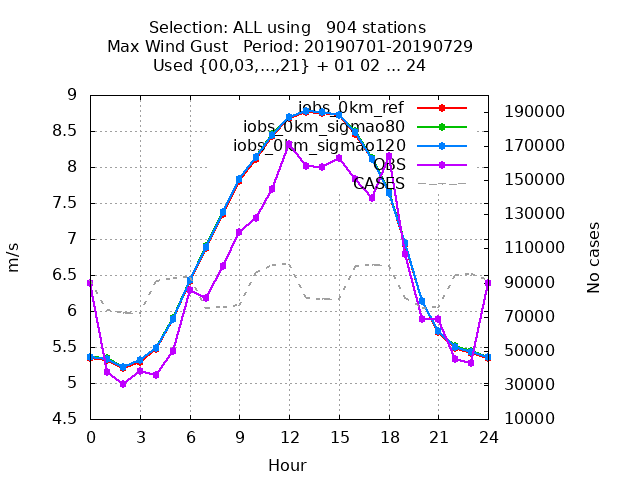 Selection: ALL using   904 stations
Max Wind Gust   Period: 20190701-20190729
Used {00,03,...,21} + 01 02 ... 24
iobs_0km_ref
iobs_0km_sigmao80
iobs_0km_sigmao120
OBS
CASES
9
8.5
8
7.5
7
6.5
6
5.5
5
4.5
190000
170000
150000
130000
110000
90000
70000
50000
30000
10000
m/s
No cases
0 3 6 9 12 15 18 21 24
Hour